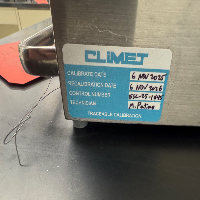 CLIMET
CALIBRATE DATE 6 NOV 2025
RECALIBRATION DATE 6 NOV 2026
CONTROL NUMBER
TECHNICIAN
TRACEABLE CALIBRATION